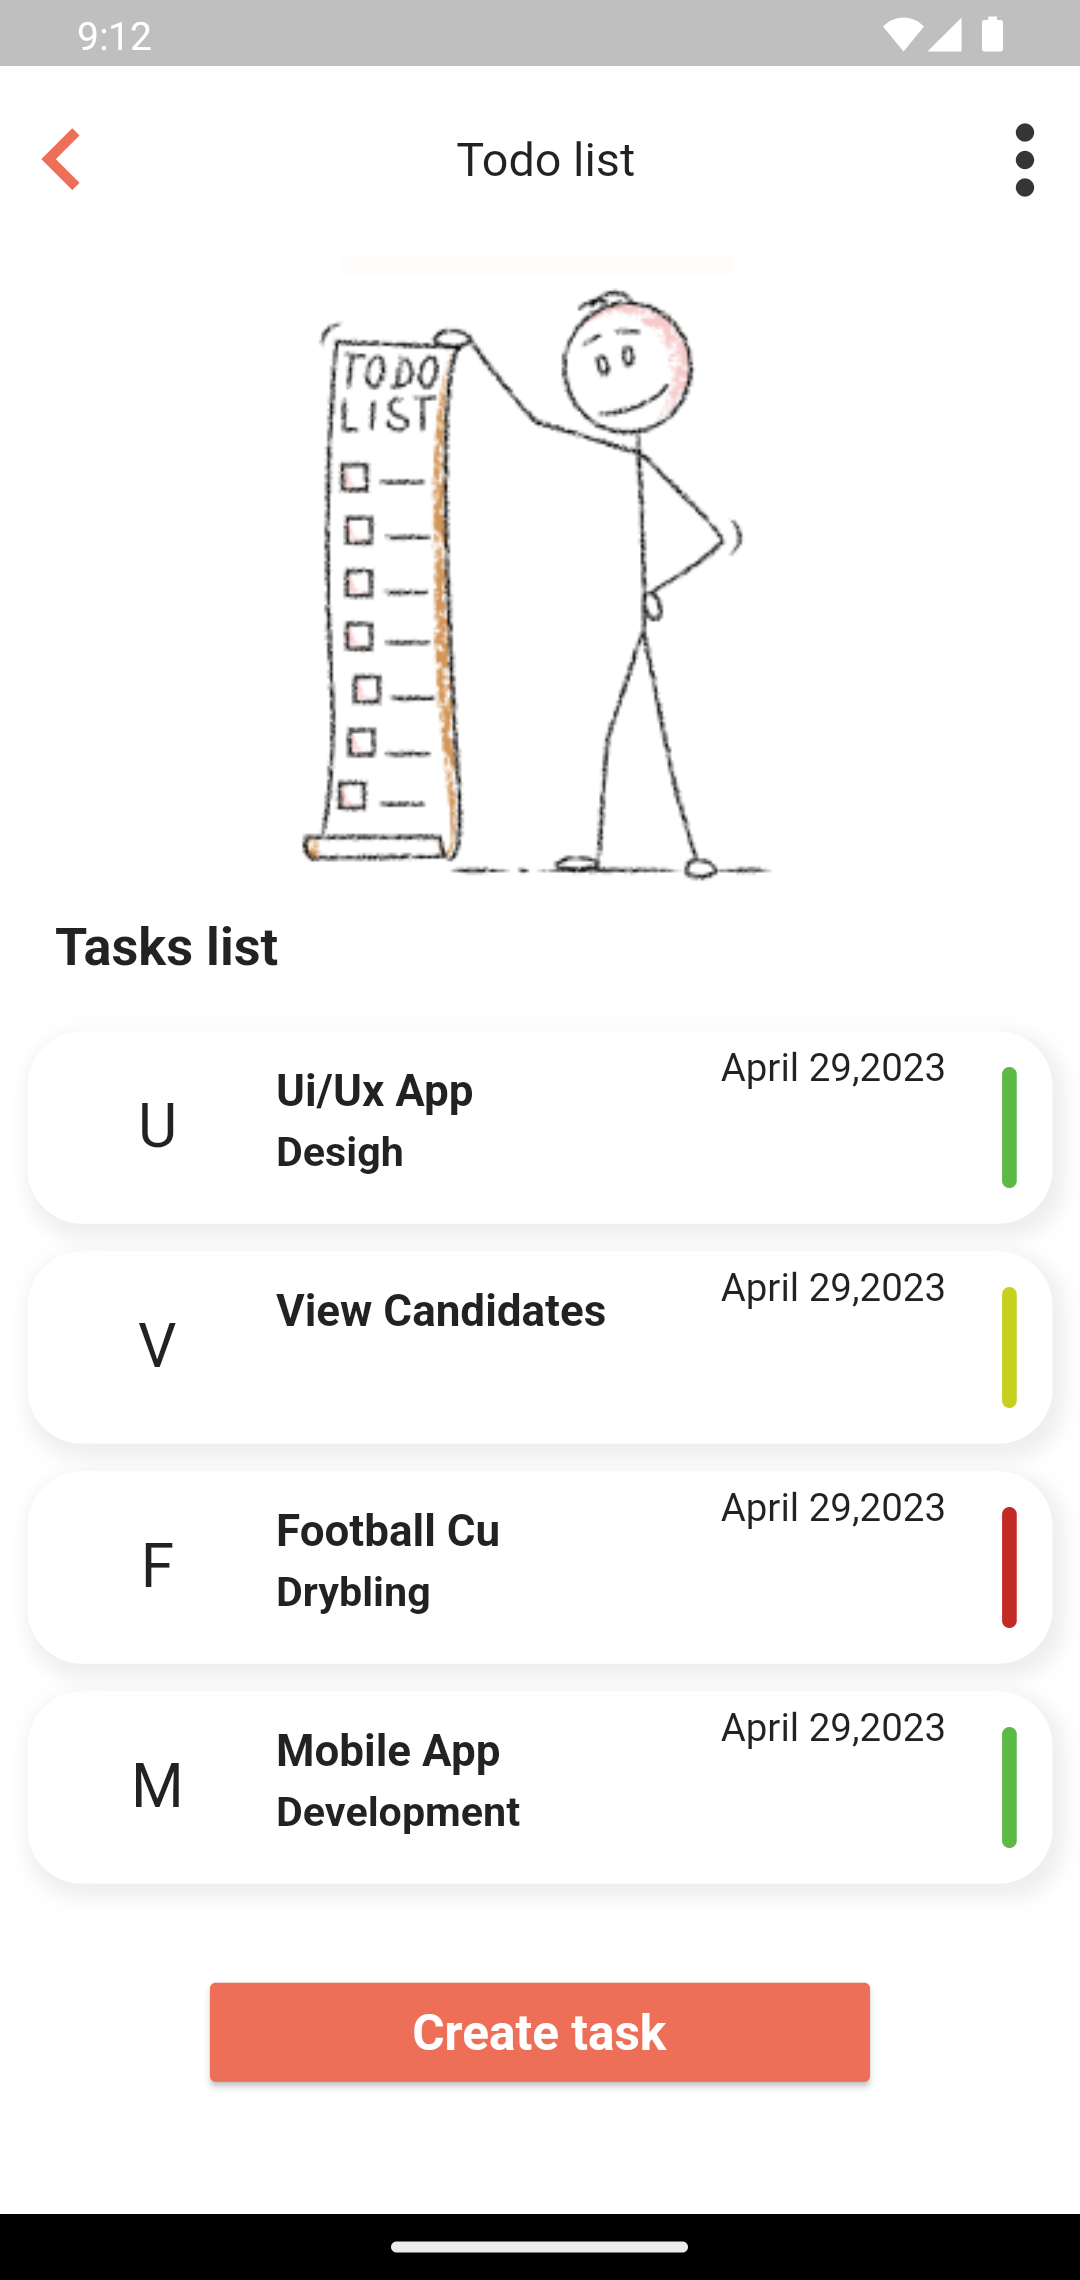 9:12
Todo list
TODO
LIST
Tasks list
U
Ui/Ux App
Desigh
April 29,2023
V
View Candidates
April 29,2023
F
Football Cu
Drybling
April 29,2023
M
Mobile App
Development
April 29,2023
Create task